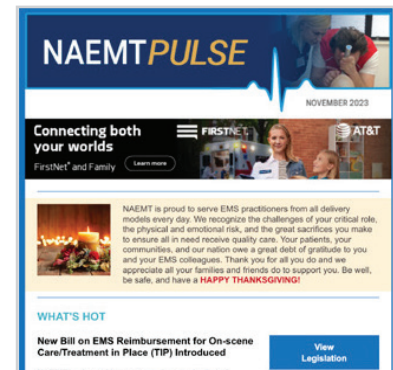 NAEMTPULSE
NOVEMBER 2023
Connecting both
your worlds
FirstNet® and Family
Learn more
FIRSTNET
AT&T
NAEMT is proud to serve EMS practitioners from all delivery
models every day. We recognize the challenges of your critical role,
the physical and emotional risk, and the great sacrifices you make
to ensure all in need receive quality care. Your patients, your
communities, and our nation owe a great debt of gratitude to you
and your EMS colleagues. Thank you for all you do and we
appreciate all your families and friends do to support you. Be well,
be safe, and have a HAPPY THANKSGIVING!
WHAT'S HOT
New Bill on EMS Reimbursement for On-scene
Care/Treatment in Place (TIP) Introduced
View
Legislation